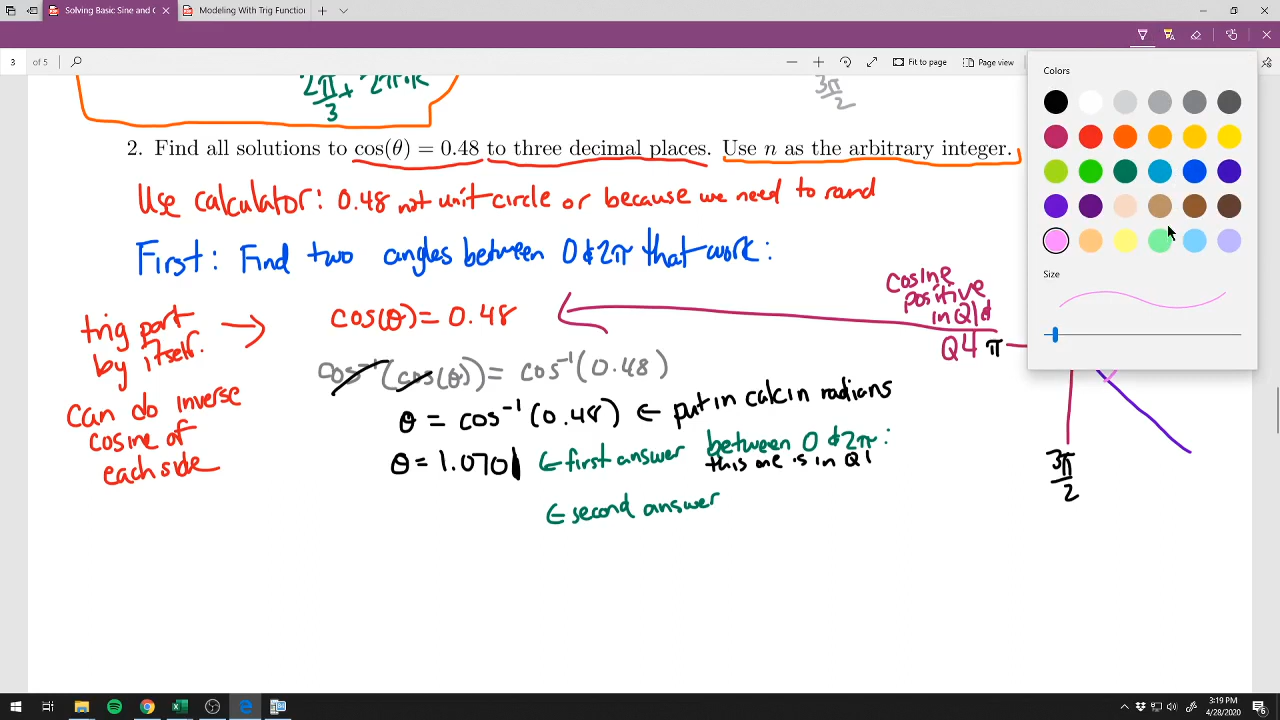 Solving Basic Sine and C
Modeling With Trig Function
3 of 5
Fit to page
Page view
2π/3 + 2π·k
3π/2
2. Find all solutions to cos(θ) = 0.48 to three decimal places. Use n as the arbitrary integer.
Use calculator: 0.48 not unit circle or because we need to rand
First: Find two angles between 0 & 2π that work:
trig part
by itself.
can do inverse
cosine of
each side
cos(θ) = 0.48
cos⁻¹(cos(θ)) = cos⁻¹(0.48)
θ = cos⁻¹(0.48) ← put in calc in radians
θ = 1.070 ← first answer between 0 & 2π:
this one is in Q1
← second answer
cosine
positive
in Q1 &
Q4
π
3π/2
Colors
Size
3:19 PM
4/28/2020
6